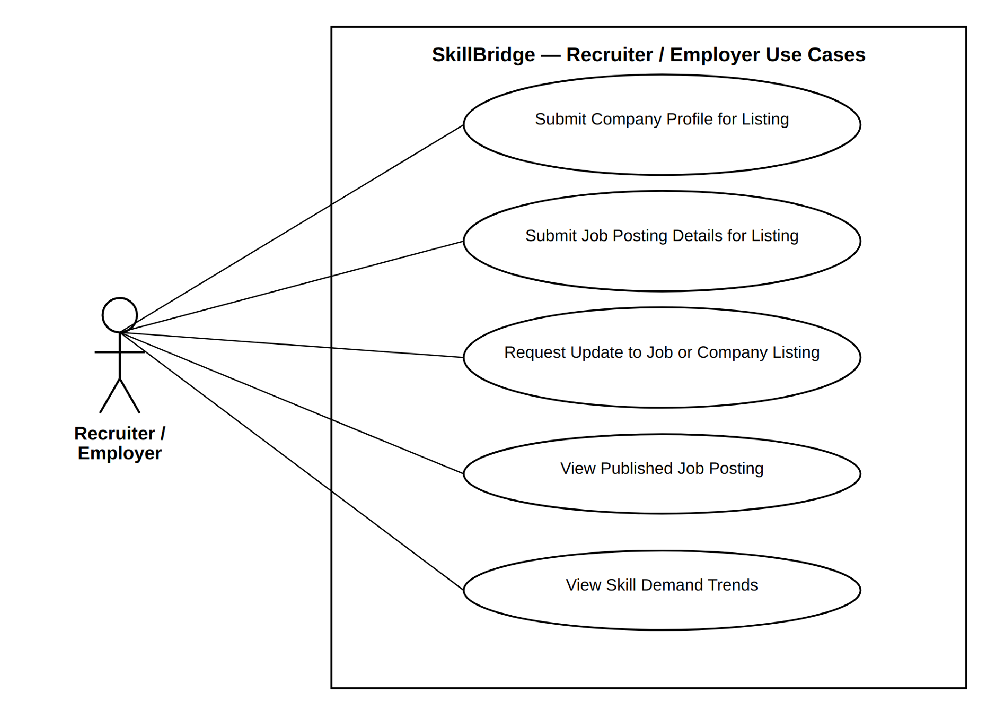 SkillBridge — Recruiter / Employer Use Cases
Submit Company Profile for Listing
Submit Job Posting Details for Listing
Request Update to Job or Company Listing
View Published Job Posting
View Skill Demand Trends
Recruiter /
Employer